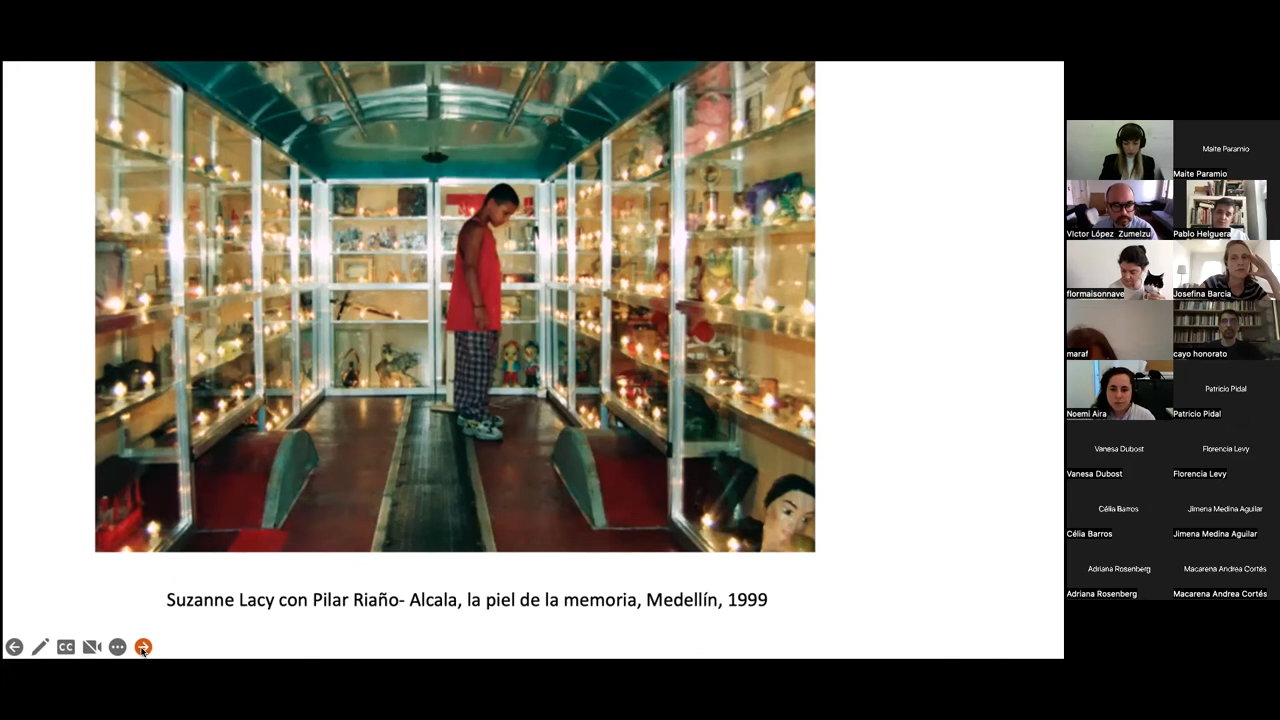 Suzanne Lacy con Pilar Riaño- Alcala, la piel de la memoria, Medellín, 1999
CC
Maite Paramio
Maite Paramio
Víctor López Zumelzu
Pablo Helguera
flormaisonnave
Josefina Barcia
maraf
cayo honorato
Noemi Aira
Patricio Pidal
Patricio Pidal
Vanesa Dubost
Florencia Levy
Vanesa Dubost
Florencia Levy
Célia Barros
Jimena Medina Aguilar
Célia Barros
Jimena Medina Aguilar
Adriana Rosenberg
Macarena Andrea Cortés
Adriana Rosenberg
Macarena Andrea Cortés